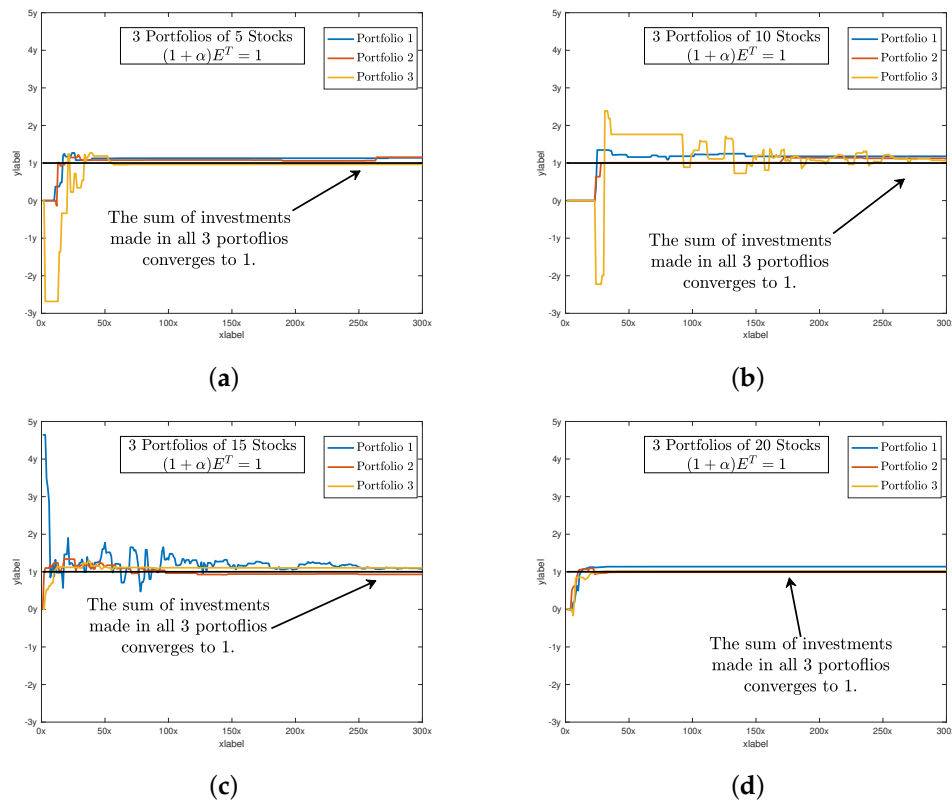 5y
4y
3y
2y
1y
0y
-1y
-2y
-3y
ylabel
3 Portfolios of 5 Stocks
(1 + α)E^T = 1
Portfolio 1
Portfolio 2
Portfolio 3
The sum of investments
made in all 3 portoflios
converges to 1.
0x 50x 100x 150x 200x 250x 300x
xlabel
(a)
5y
4y
3y
2y
1y
0y
-1y
-2y
-3y
ylabel
3 Portfolios of 10 Stocks
(1 + α)E^T = 1
Portfolio 1
Portfolio 2
Portfolio 3
The sum of investments
made in all 3 portoflios
converges to 1.
0x 50x 100x 150x 200x 250x 300x
xlabel
(b)
5y
4y
3y
2y
1y
0y
-1y
-2y
-3y
ylabel
3 Portfolios of 15 Stocks
(1 + α)E^T = 1
Portfolio 1
Portfolio 2
Portfolio 3
The sum of investments
made in all 3 portoflios
converges to 1.
0x 50x 100x 150x 200x 250x 300x
xlabel
(c)
5y
4y
3y
2y
1y
0y
-1y
-2y
-3y
ylabel
3 Portfolios of 20 Stocks
(1 + α)E^T = 1
Portfolio 1
Portfolio 2
Portfolio 3
The sum of investments
made in all 3 portoflios
converges to 1.
0x 50x 100x 150x 200x 250x 300x
xlabel
(d)